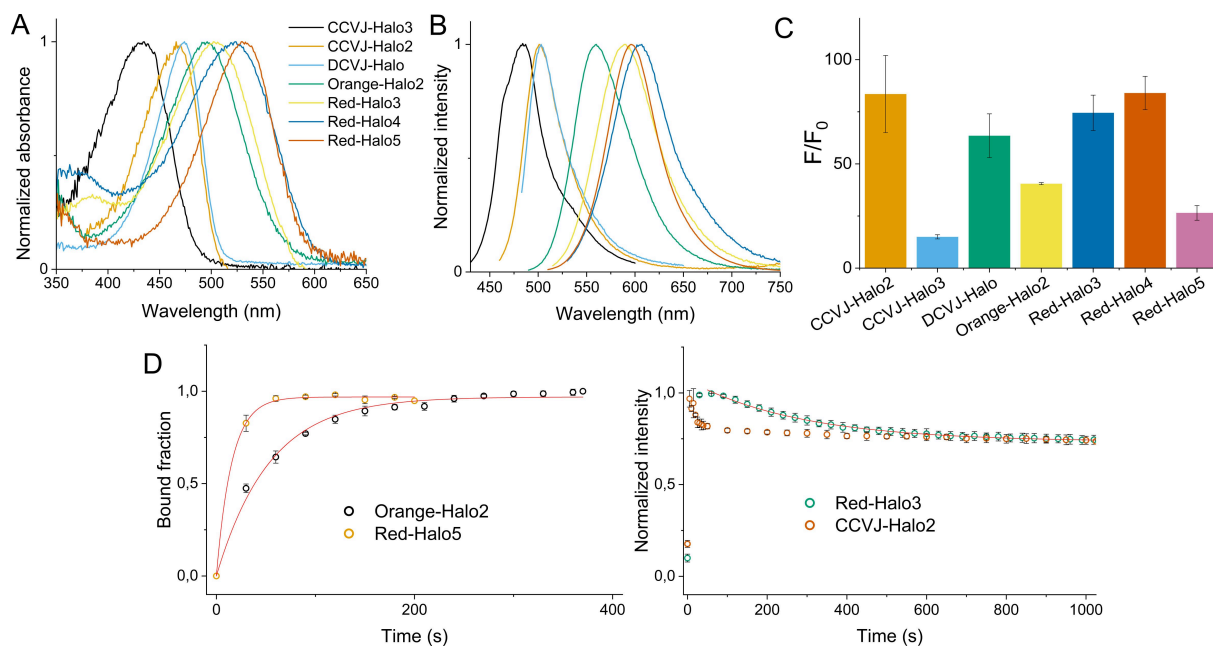 A
Normalized absorbance
1
0
350 400 450 500 550 600 650
Wavelength (nm)
CCVJ-Halo3
CCVJ-Halo2
DCVJ-Halo
Orange-Halo2
Red-Halo3
Red-Halo4
Red-Halo5
B
Normalized intensity
1
0
450 500 550 600 650 700 750
Wavelength (nm)
C
F/F0
100
50
0
CCVJ-Halo2
CCVJ-Halo3
DCVJ-Halo
Orange-Halo2
Red-Halo3
Red-Halo4
Red-Halo5
D
Bound fraction
1,0
0,5
0,0
0 200 400
Time (s)
Orange-Halo2
Red-Halo5
Normalized intensity
1,0
0,5
0,0
0 200 400 600 800 1000
Time (s)
Red-Halo3
CCVJ-Halo2